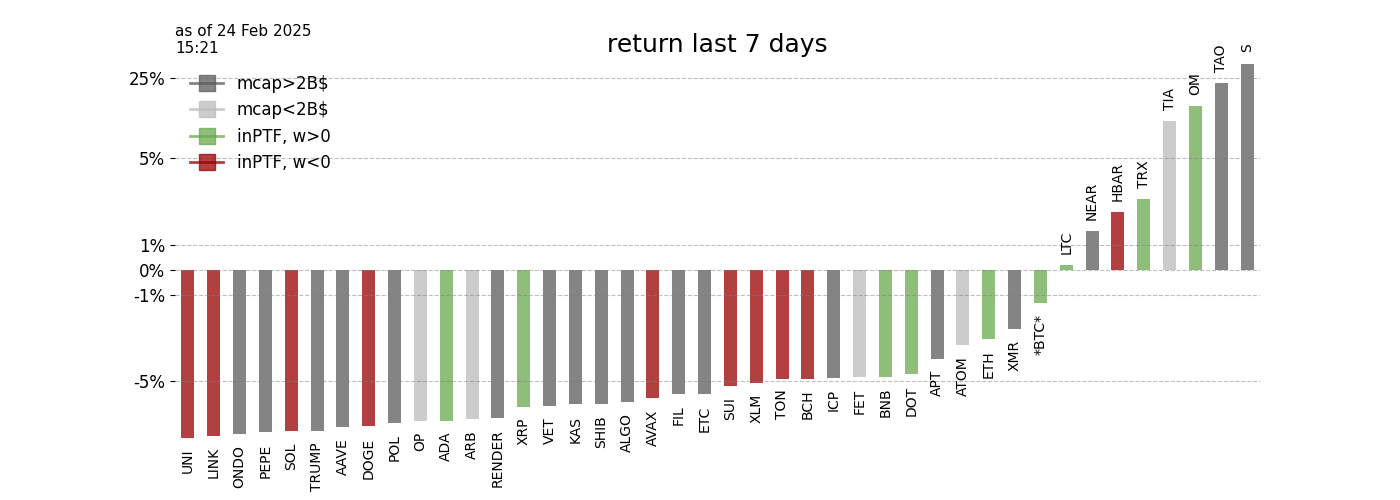 as of 24 Feb 2025
15:21
return last 7 days
mcap>2B$
mcap<2B$
inPTF, w>0
inPTF, w<0
25%
5%
1%
0%
-1%
-5%
UNI
LINK
ONDO
PEPE
SOL
TRUMP
AAVE
DOGE
POL
OP
ADA
ARB
RENDER
XRP
VET
KAS
SHIB
ALGO
AVAX
FIL
ETC
SUI
XLM
TON
BCH
ICP
FET
BNB
DOT
APT
ATOM
ETH
XMR
*BTC*
LTC
NEAR
HBAR
TRX
TIA
OM
TAO
S